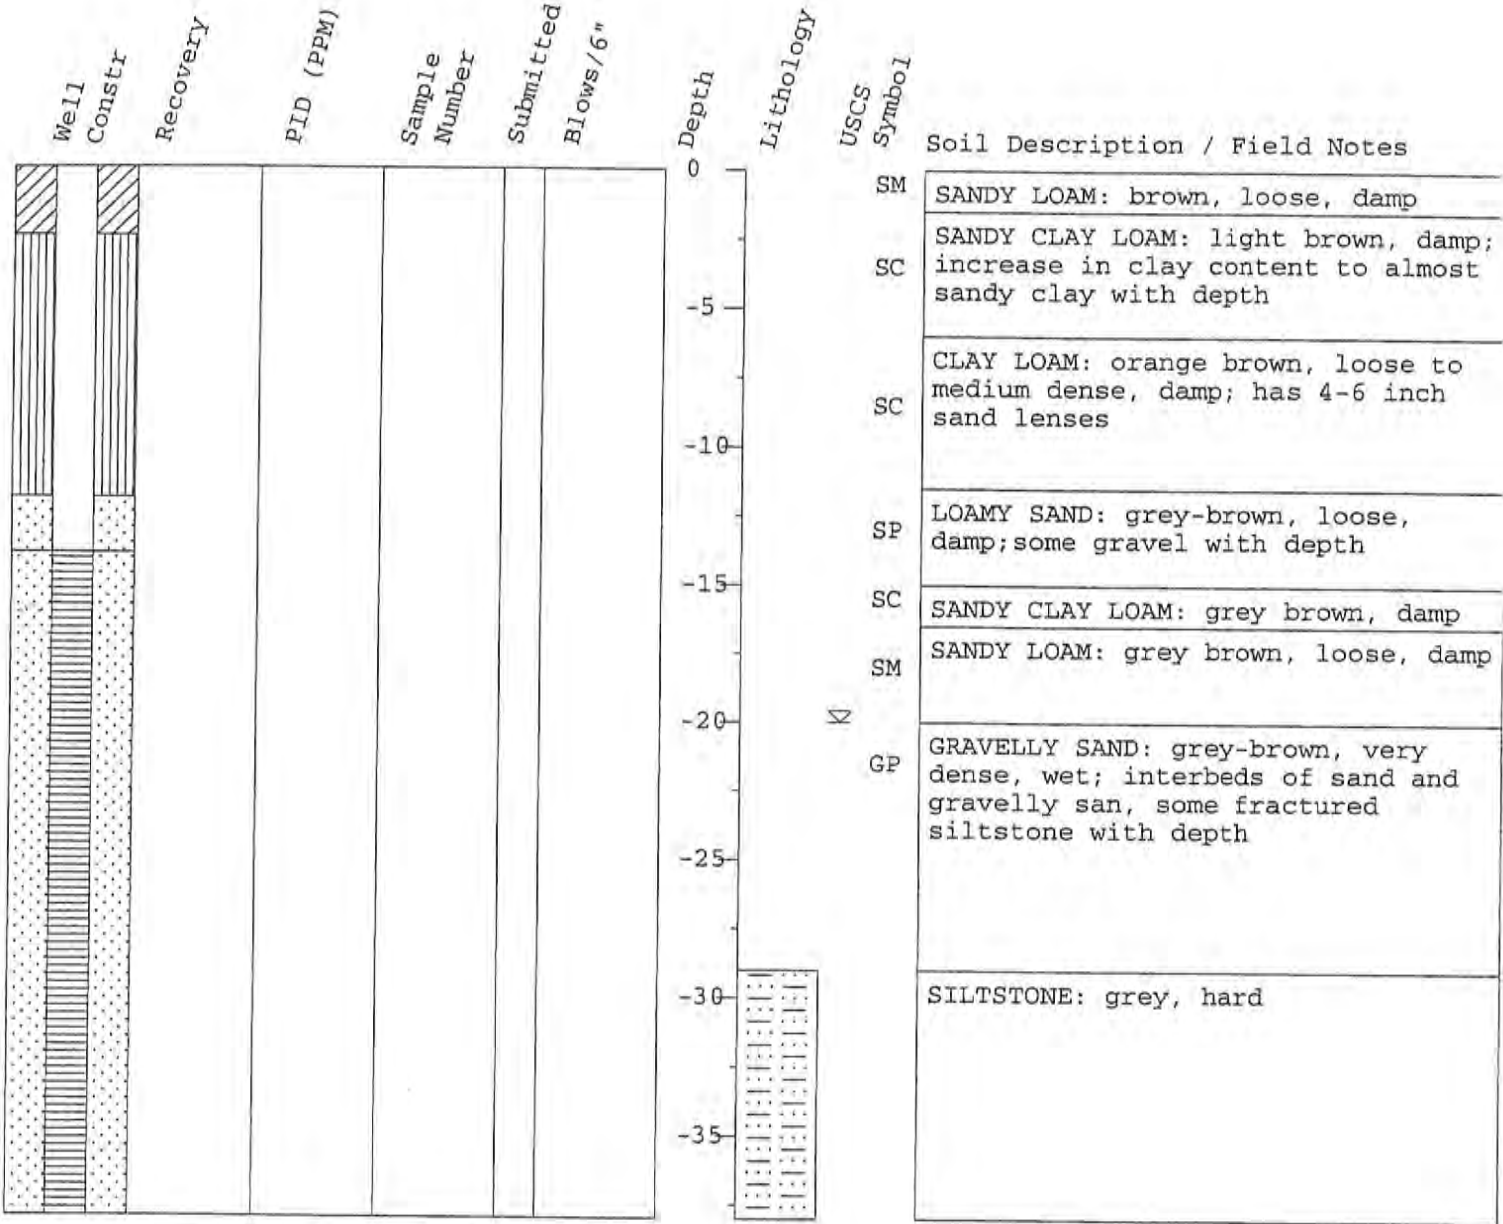 Well
Constr
Recovery
PID (PPM)
Sample
Number
Submitted
Blows/6"
Depth
Lithology
USCS
Symbol
Soil Description / Field Notes
0
SM
SANDY LOAM: brown, loose, damp
SC
SANDY CLAY LOAM: light brown, damp;
increase in clay content to almost
sandy clay with depth
-5
SC
CLAY LOAM: orange brown, loose to
medium dense, damp; has 4-6 inch
sand lenses
-10
SP
LOAMY SAND: grey-brown, loose,
damp;some gravel with depth
-15
SC
SANDY CLAY LOAM: grey brown, damp
SM
SANDY LOAM: grey brown, loose, damp
-20
GP
GRAVELLY SAND: grey-brown, very
dense, wet; interbeds of sand and
gravelly san, some fractured
siltstone with depth
-25
-30
SILTSTONE: grey, hard
-35